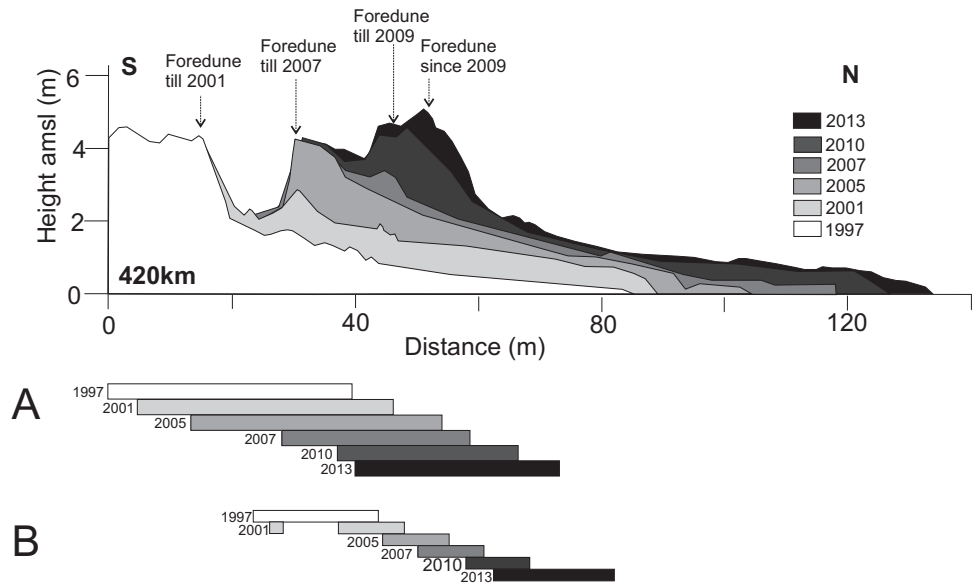 Foredune
till 2009
Foredune
till 2007
Foredune
since 2009
Foredune
till 2001
S
N
6
4
2
0
Height amsl (m)
2013
2010
2007
2005
2001
1997
420km
0
40
80
120
Distance (m)
A
1997
2001
2005
2007
2010
2013
B
1997
2001
2005
2007
2010
2013